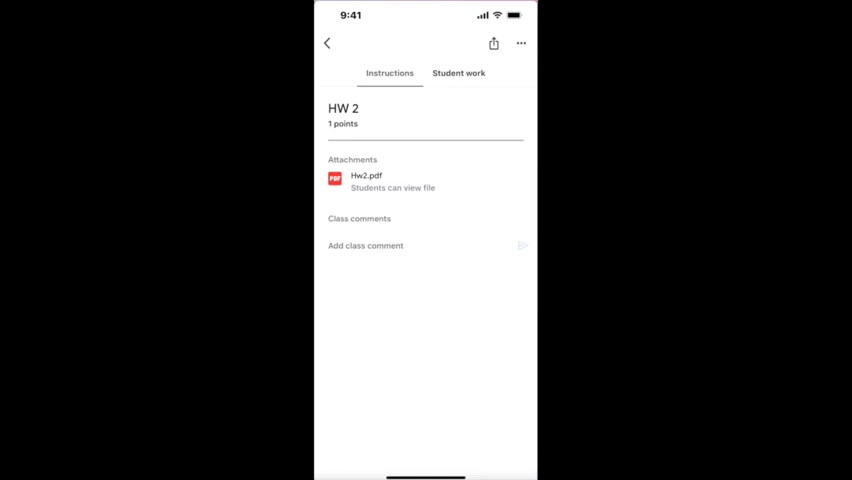 9:41
Instructions Student work
HW 2
1 points
Attachments
PDF Hw2.pdf
Students can view file
Class comments
Add class comment